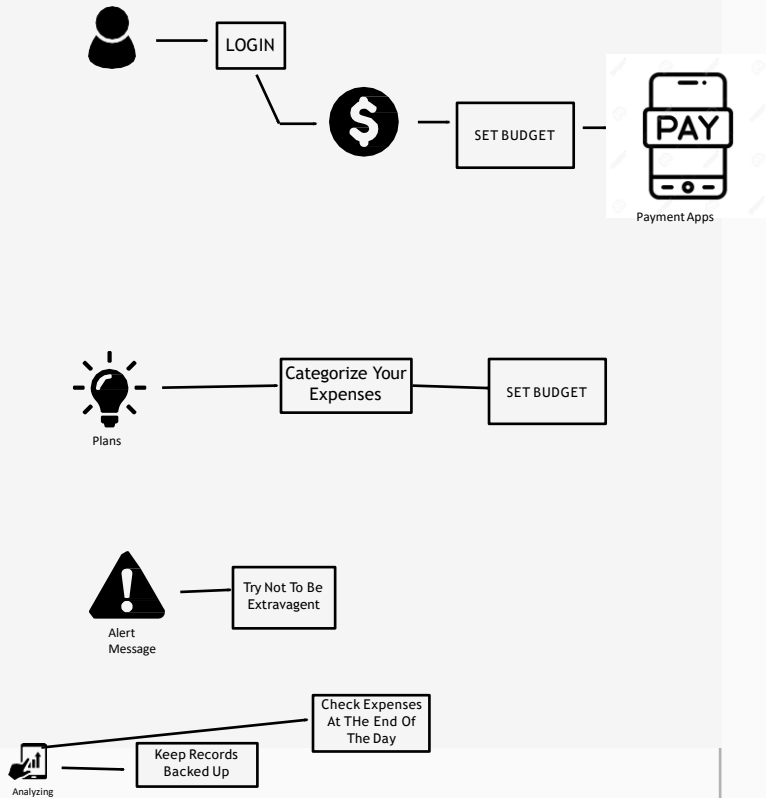 LOGIN
$
SET BUDGET
PAY
Payment Apps
Categorize Your
Expenses
SET BUDGET
Plans
Try Not To Be
Extravagent
Alert
Message
Check Expenses
At THe End Of
The Day
Keep Records
Backed Up
Analyzing